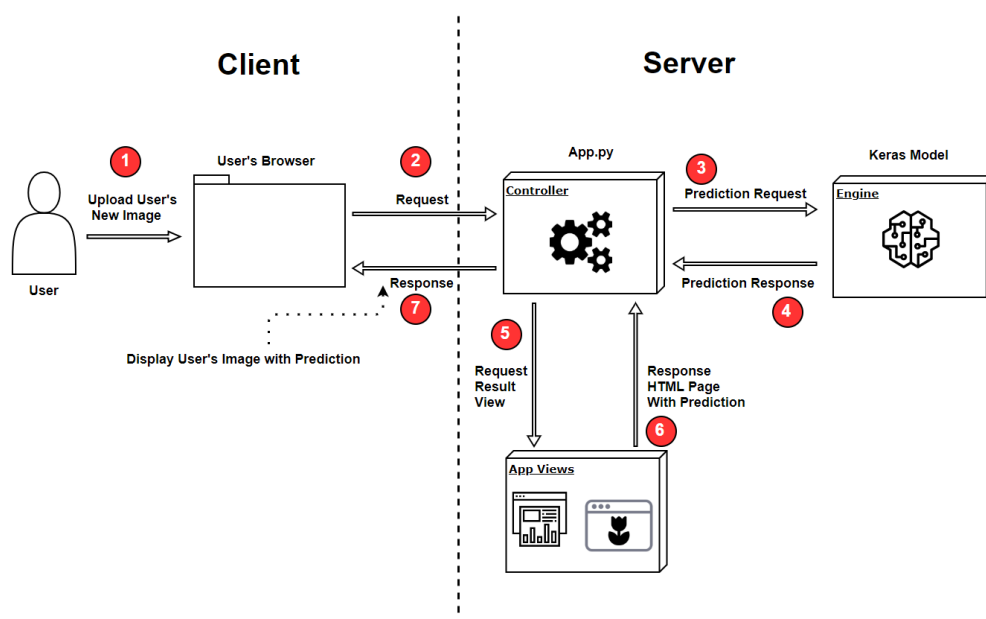 Client
Server
1
Upload User's
New Image
User
User's Browser
2
Request
Response
7
Display User's Image with Prediction
App.py
Controller
3
Prediction Request
Keras Model
Engine
Prediction Response
4
5
Request
Result
View
Response
HTML Page
With Prediction
6
App Views